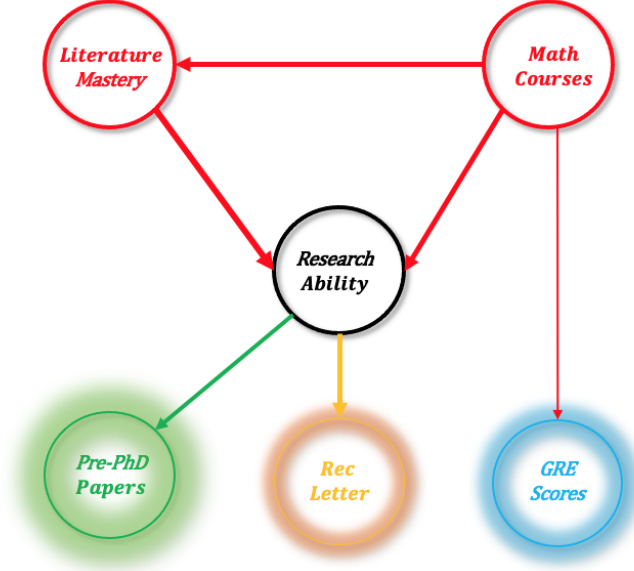 Literature
Mastery
Math
Courses
Research
Ability
Pre-PhD
Papers
Rec
Letter
GRE
Scores